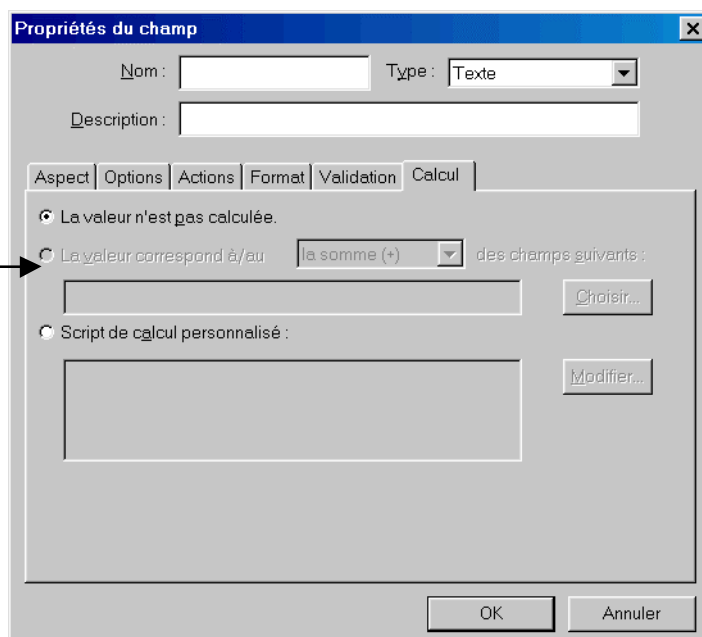 Propriétés du champ
Nom : Type : Texte
Description :
Aspect Options Actions Format Validation Calcul
La valeur n'est pas calculée.
La valeur correspond à/au la somme (+) des champs suivants :
Choisir...
Script de calcul personnalisé :
Modifier...
OK Annuler